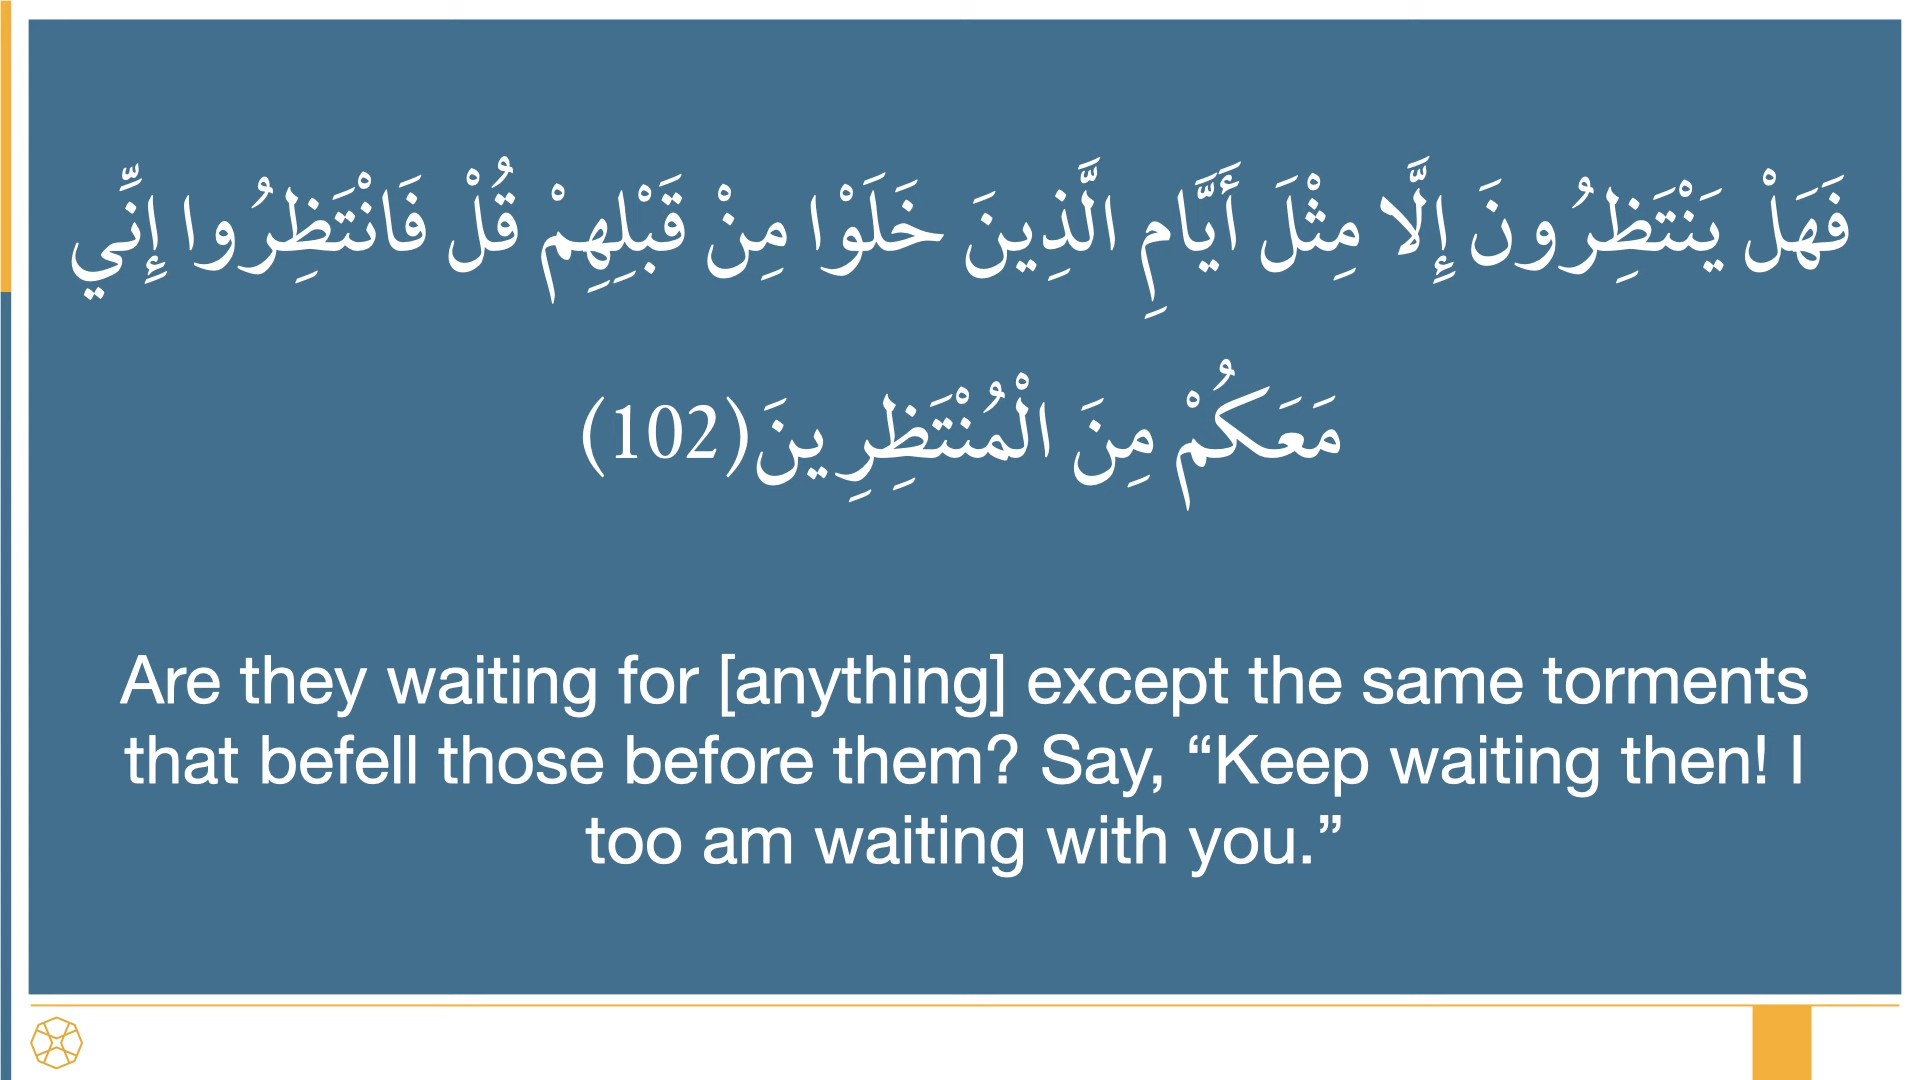 فَهَلْ يَنْتَظِرُونَ إِلَّا مِثْلَ أَيَّامِ الَّذِينَ خَلَوْا مِنْ قَبْلِهِمْ قُلْ فَانْتَظِرُوا إِنِّي
مَعَكُمْ مِنَ الْمُنْتَظِرِينَ(102)
Are they waiting for [anything] except the same torments
that befell those before them? Say, “Keep waiting then! I
too am waiting with you.”